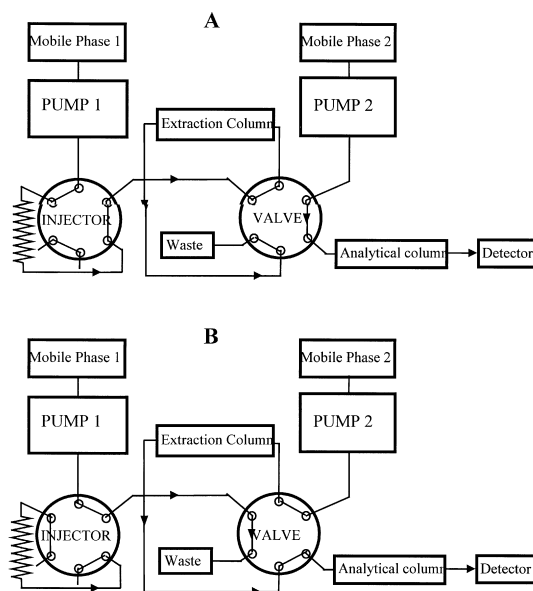 A
Mobile Phase 1
Mobile Phase 2
PUMP 1
PUMP 2
Extraction Column
INJECTOR
VALVE
Waste
Analytical column
Detector
B
Mobile Phase 1
Mobile Phase 2
PUMP 1
PUMP 2
Extraction Column
INJECTOR
VALVE
Waste
Analytical column
Detector